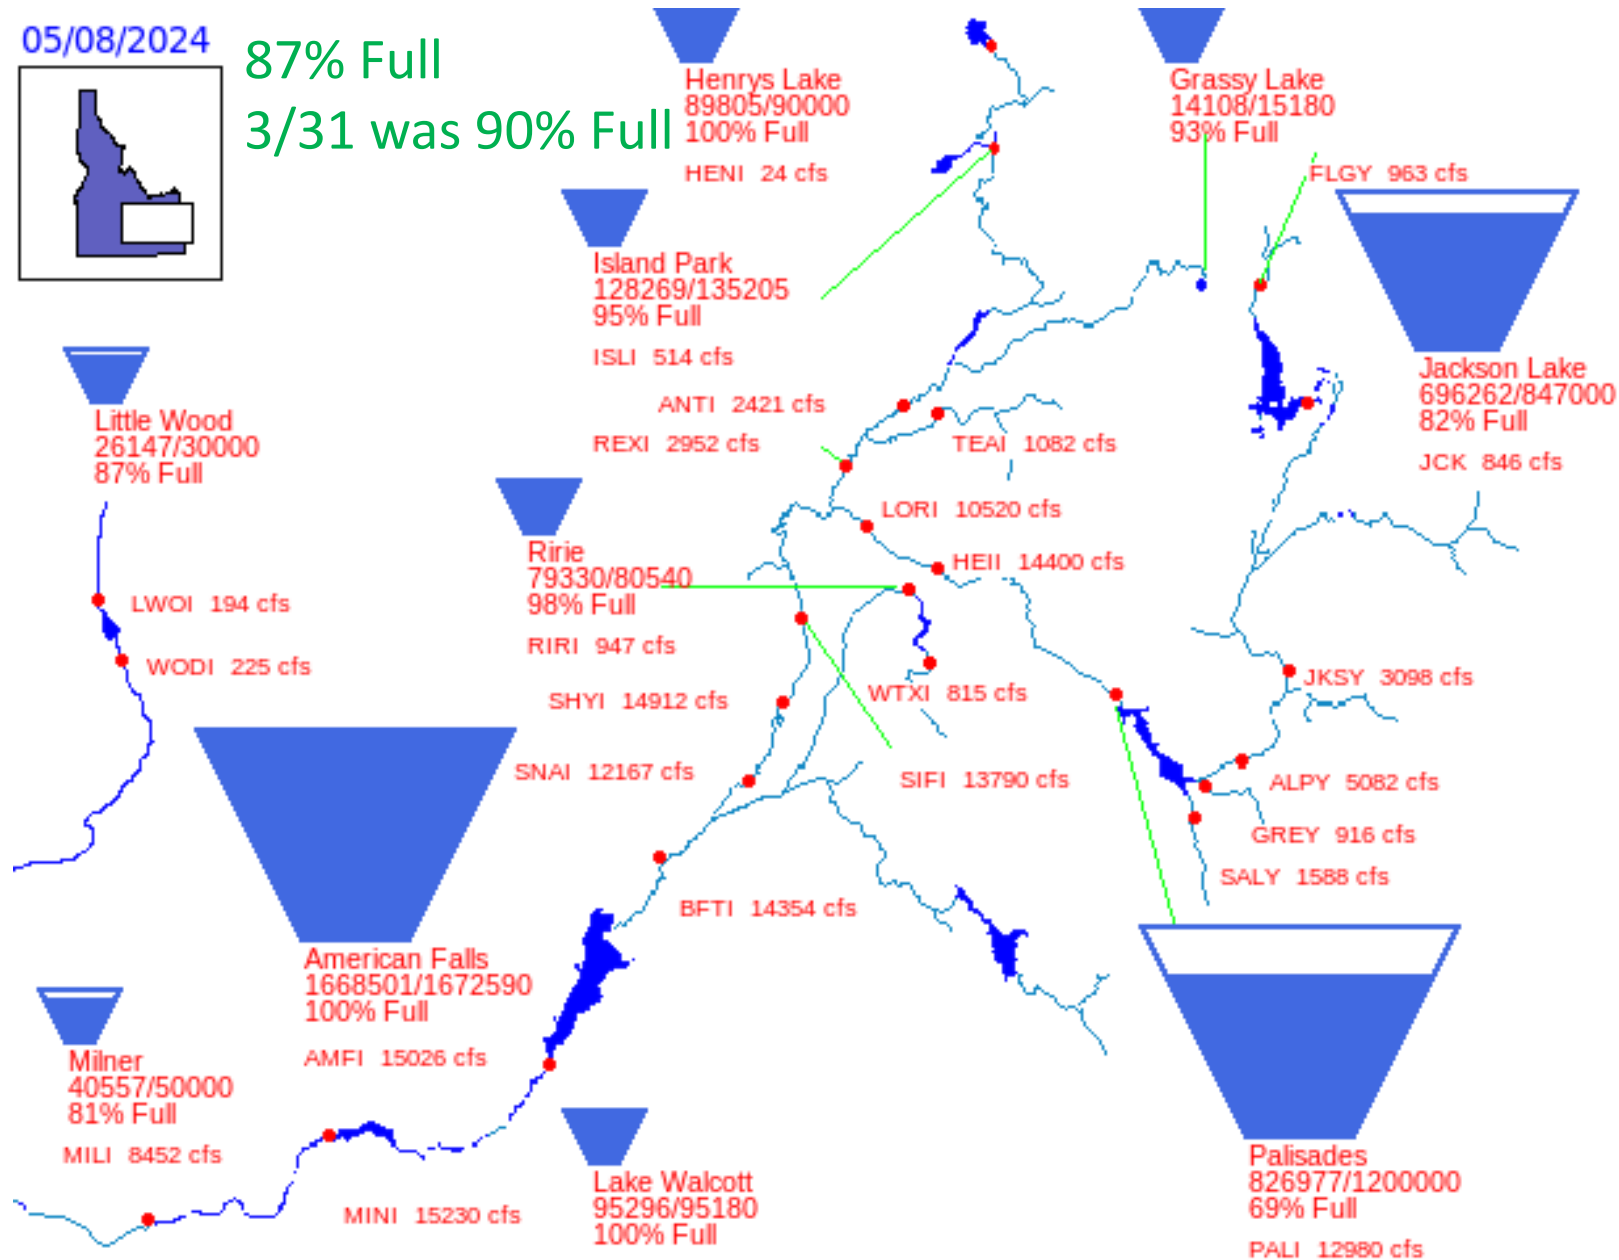 05/08/2024
87% Full
3/31 was 90% Full
Henrys Lake
89805/90000
100% Full
HENI 24 cfs
Grassy Lake
14108/15180
93% Full
FLGY 963 cfs
Island Park
128269/135205
95% Full
ISLI 514 cfs
Jackson Lake
696262/847000
82% Full
JCK 846 cfs
Little Wood
26147/30000
87% Full
ANTI 2421 cfs
REXI 2952 cfs
TEAI 1082 cfs
LORI 10520 cfs
HEII 14400 cfs
Ririe
79330/80540
98% Full
RIRI 947 cfs
LWOI 194 cfs
WODI 225 cfs
SHYI 14912 cfs
WTXI 815 cfs
JKSY 3098 cfs
SNAI 12167 cfs
SIFI 13790 cfs
ALPY 5082 cfs
GREY 916 cfs
SALY 1588 cfs
BFTI 14354 cfs
American Falls
1668501/1672590
100% Full
AMFI 15026 cfs
Milner
40557/50000
81% Full
MILI 8452 cfs
MINI 15230 cfs
Lake Walcott
95296/95180
100% Full
Palisades
826977/1200000
69% Full
PALI 12980 cfs